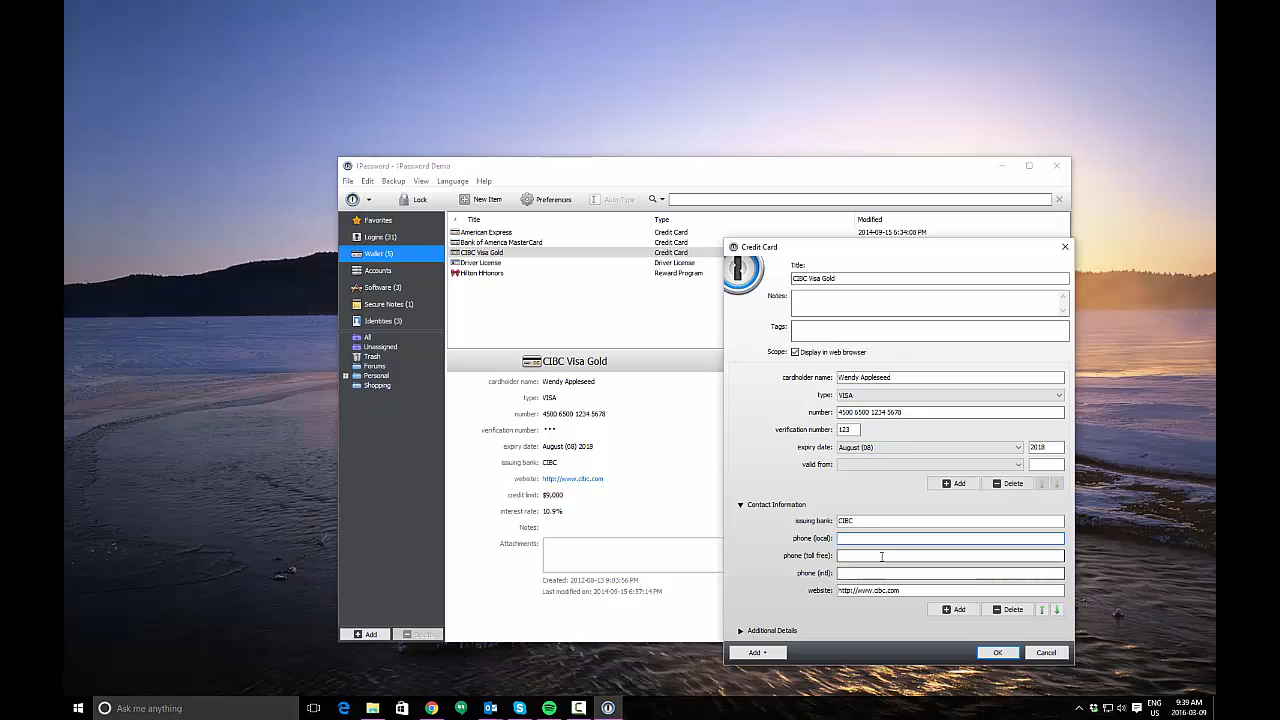 1Password - 1Password Demo
File Edit Backup View Language Help
Lock New Item Preferences Auto-Type
Favorites
Logins (31)
Wallet (5)
Accounts
Software (3)
Secure Notes (1)
Identities (3)
All
Unassigned
Trash
Forums
Personal
Shopping
Add Delete
Title Type Modified
American Express Credit Card 2014-09-15 6:34:08 PM
Bank of America MasterCard Credit Card
CIBC Visa Gold Credit Card
Driver License Driver License
Hilton HHonors Reward Program
CIBC Visa Gold
cardholder name: Wendy Appleseed
type: VISA
number: 4500 6500 1234 5678
verification number: •••
expiry date: August (08) 2018
issuing bank: CIBC
website: http://www.cibc.com
credit limit: $9,000
interest rate: 10.9%
Notes:
Attachments:
Created: 2012-08-13 9:03:56 PM
Last modified on: 2014-09-15 6:57:14 PM
Credit Card
Title:
CIBC Visa Gold
Notes:
Tags:
Scope: Display in web browser
cardholder name: Wendy Appleseed
type: VISA
number: 4500 6500 1234 5678
verification number: 123
expiry date: August (08) 2018
valid from:
Add Delete
Contact Information
issuing bank: CIBC
phone (local):
phone (toll free):
phone (intl):
website: http://www.cibc.com
Add Delete
Additional Details
Add OK Cancel
Ask me anything
ENG
US
9:39 AM
2016-03-09